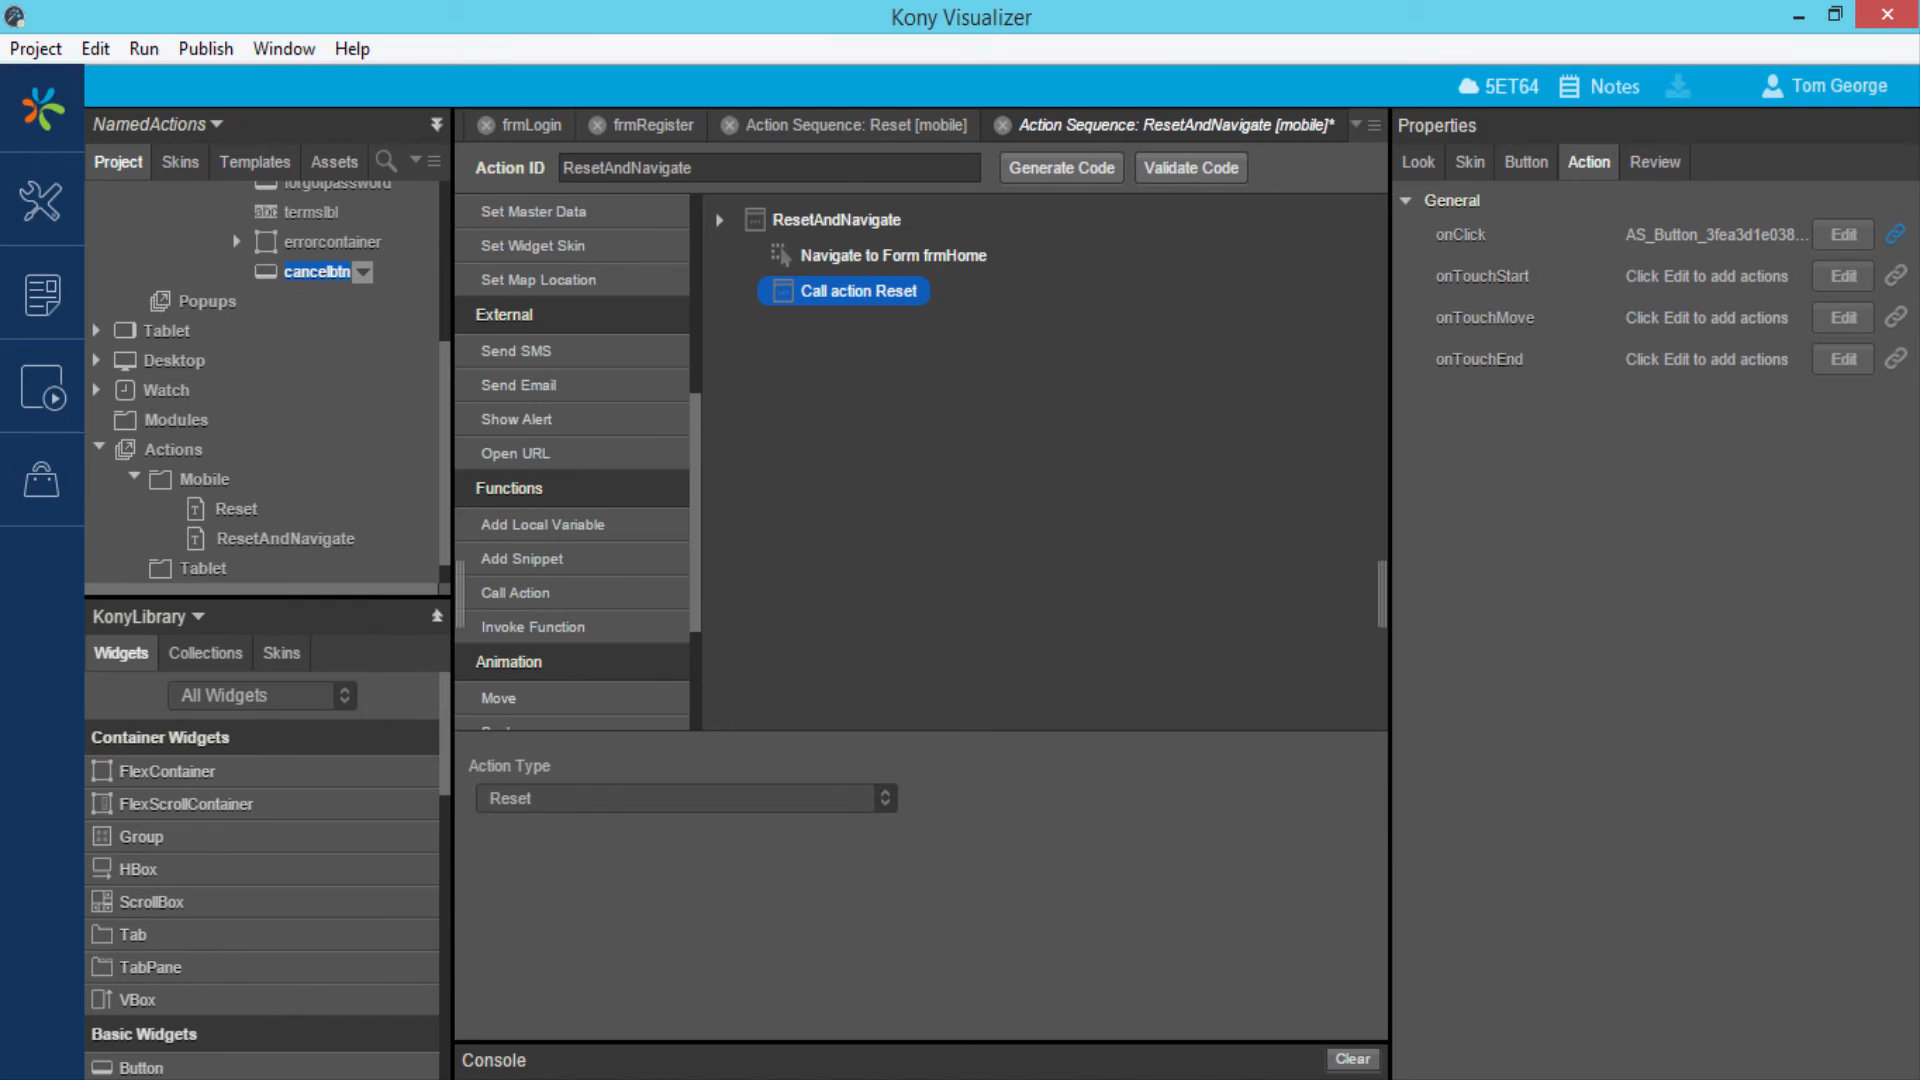 Kony Visualizer
Project Edit Run Publish Window Help
5ET64 Notes Tom George
NamedActions
Project Skins Templates Assets
forgotpassword
abc termslbl
errorcontainer
cancelbtn
Popups
Tablet
Desktop
Watch
Modules
Actions
Mobile
Reset
ResetAndNavigate
Tablet
KonyLibrary
Widgets Collections Skins
All Widgets
Container Widgets
FlexContainer
FlexScrollContainer
Group
HBox
ScrollBox
Tab
TabPane
VBox
Basic Widgets
Button
frmLogin frmRegister Action Sequence: Reset [mobile] Action Sequence: ResetAndNavigate [mobile]*
Action ID ResetAndNavigate Generate Code Validate Code
Set Master Data
Set Widget Skin
Set Map Location
External
Send SMS
Send Email
Show Alert
Open URL
Functions
Add Local Variable
Add Snippet
Call Action
Invoke Function
Animation
Move
ResetAndNavigate
Navigate to Form frmHome
Call action Reset
Action Type
Reset
Console Clear
Properties
Look Skin Button Action Review
General
onClick AS_Button_3fea3d1e038... Edit
onTouchStart Click Edit to add actions Edit
onTouchMove Click Edit to add actions Edit
onTouchEnd Click Edit to add actions Edit